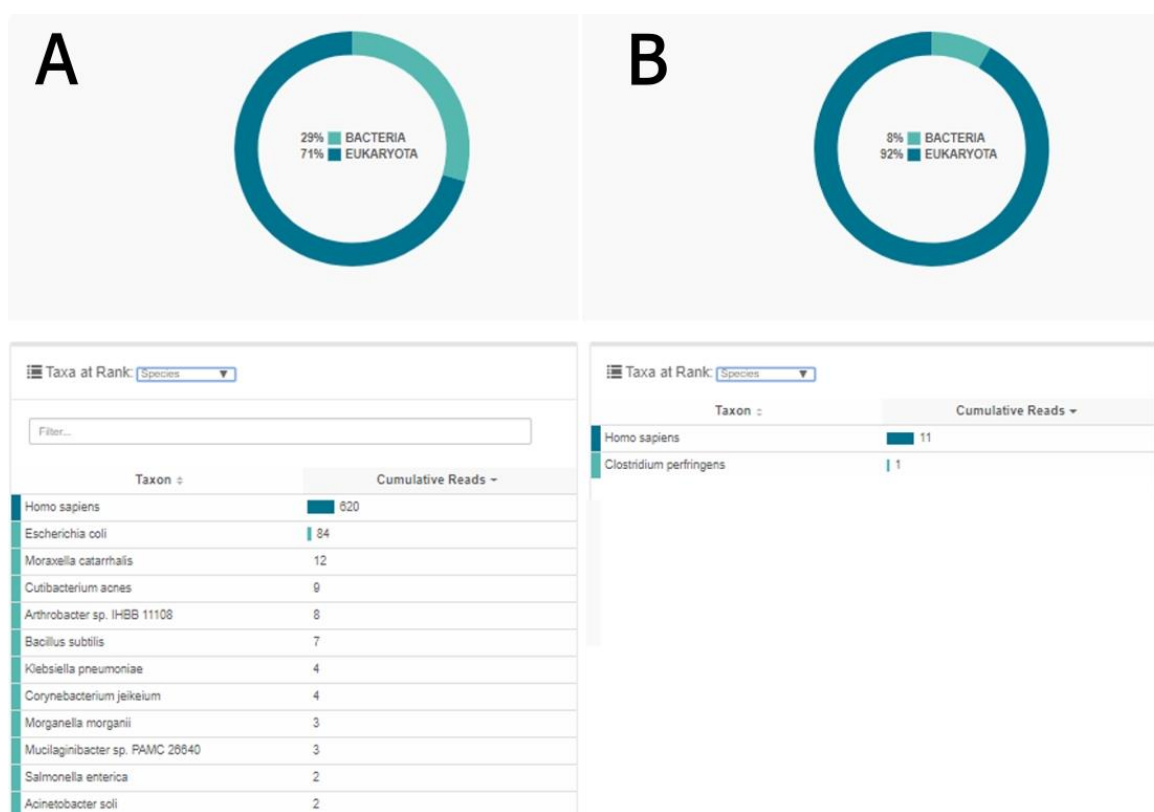 A
29% BACTERIA
71% EUKARYOTA
Taxa at Rank: Species ▼
Filter...
Taxon Cumulative Reads
Homo sapiens 620
Escherichia coli 84
Moraxella catarrhalis 12
Cutibacterium acnes 9
Arthrobacter sp. IHBB 11108 8
Bacillus subtilis 7
Klebsiella pneumoniae 4
Corynebacterium jeikeium 4
Morganella morganii 3
Mucilaginibacter sp. PAMC 26640 3
Salmonella enterica 2
Acinetobacter soli 2
B
8% BACTERIA
92% EUKARYOTA
Taxa at Rank: Species ▼
Taxon Cumulative Reads
Homo sapiens 11
Clostridium perfringens 1